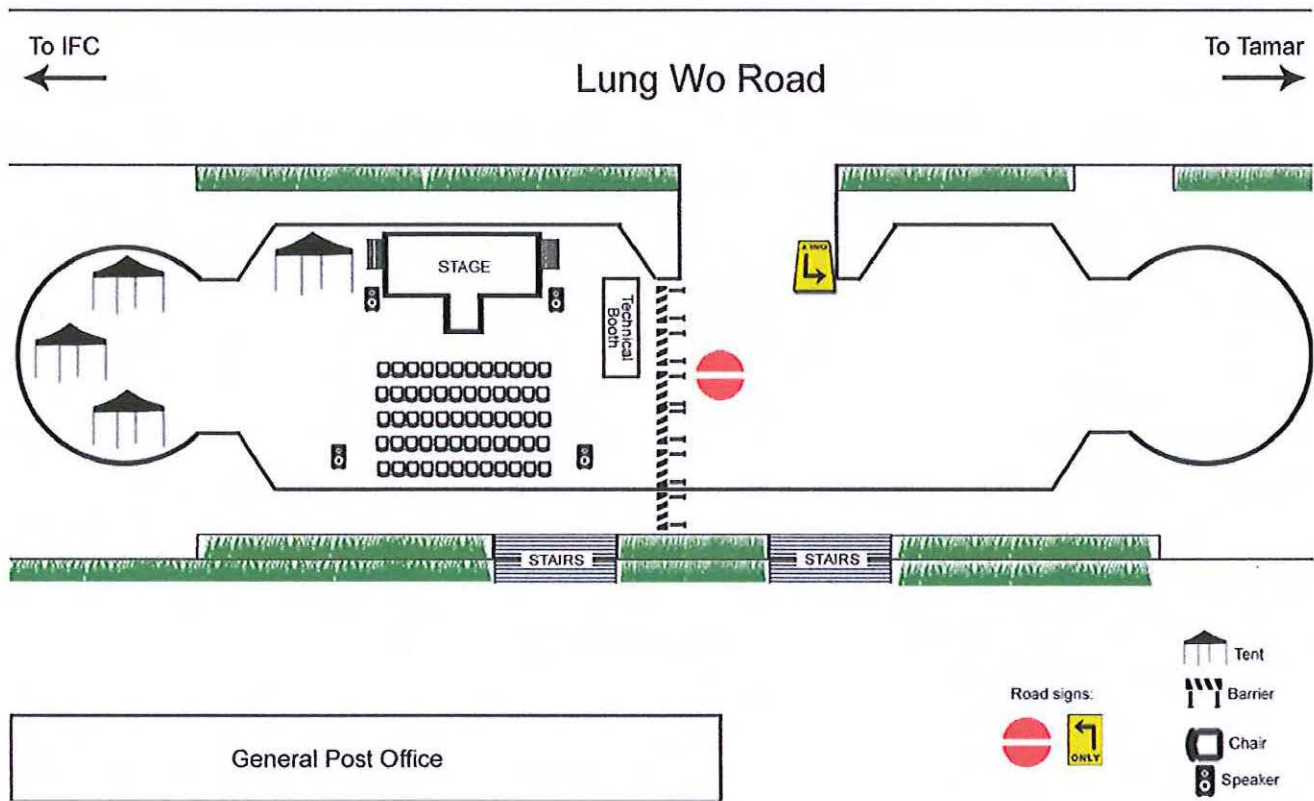 To IFC
To Tamar
Lung Wo Road
STAGE
ONLY
Technical
Booth
STAIRS
STAIRS
Tent
Road signs:
Barrier
ONLY
Chair
General Post Office
Speaker